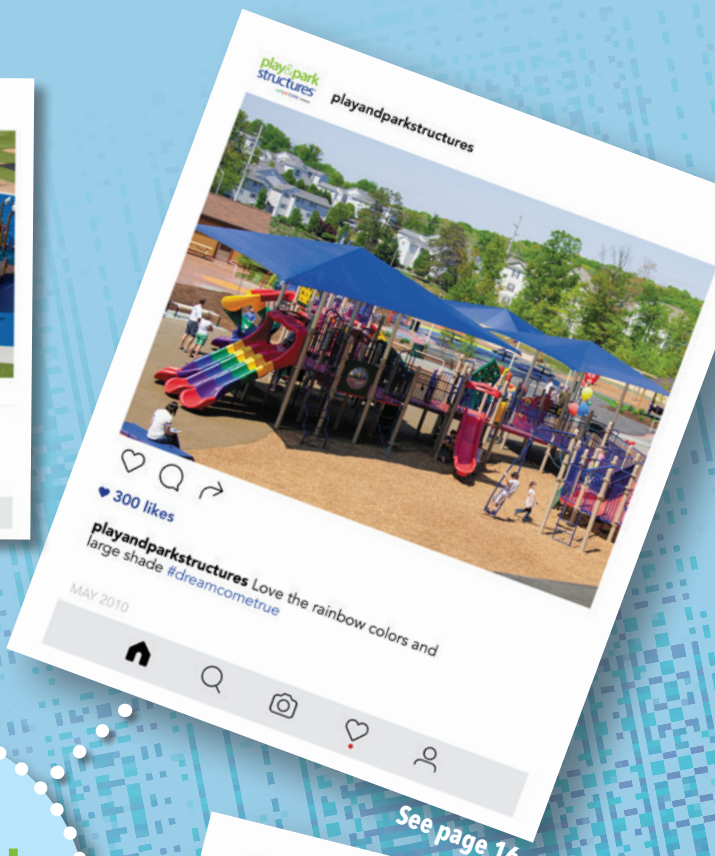 play&park
structures
playandparkstructures
300 likes
playandparkstructures Love the rainbow colors and
large shade #dreamcometrue
MAY 2010
See page 16